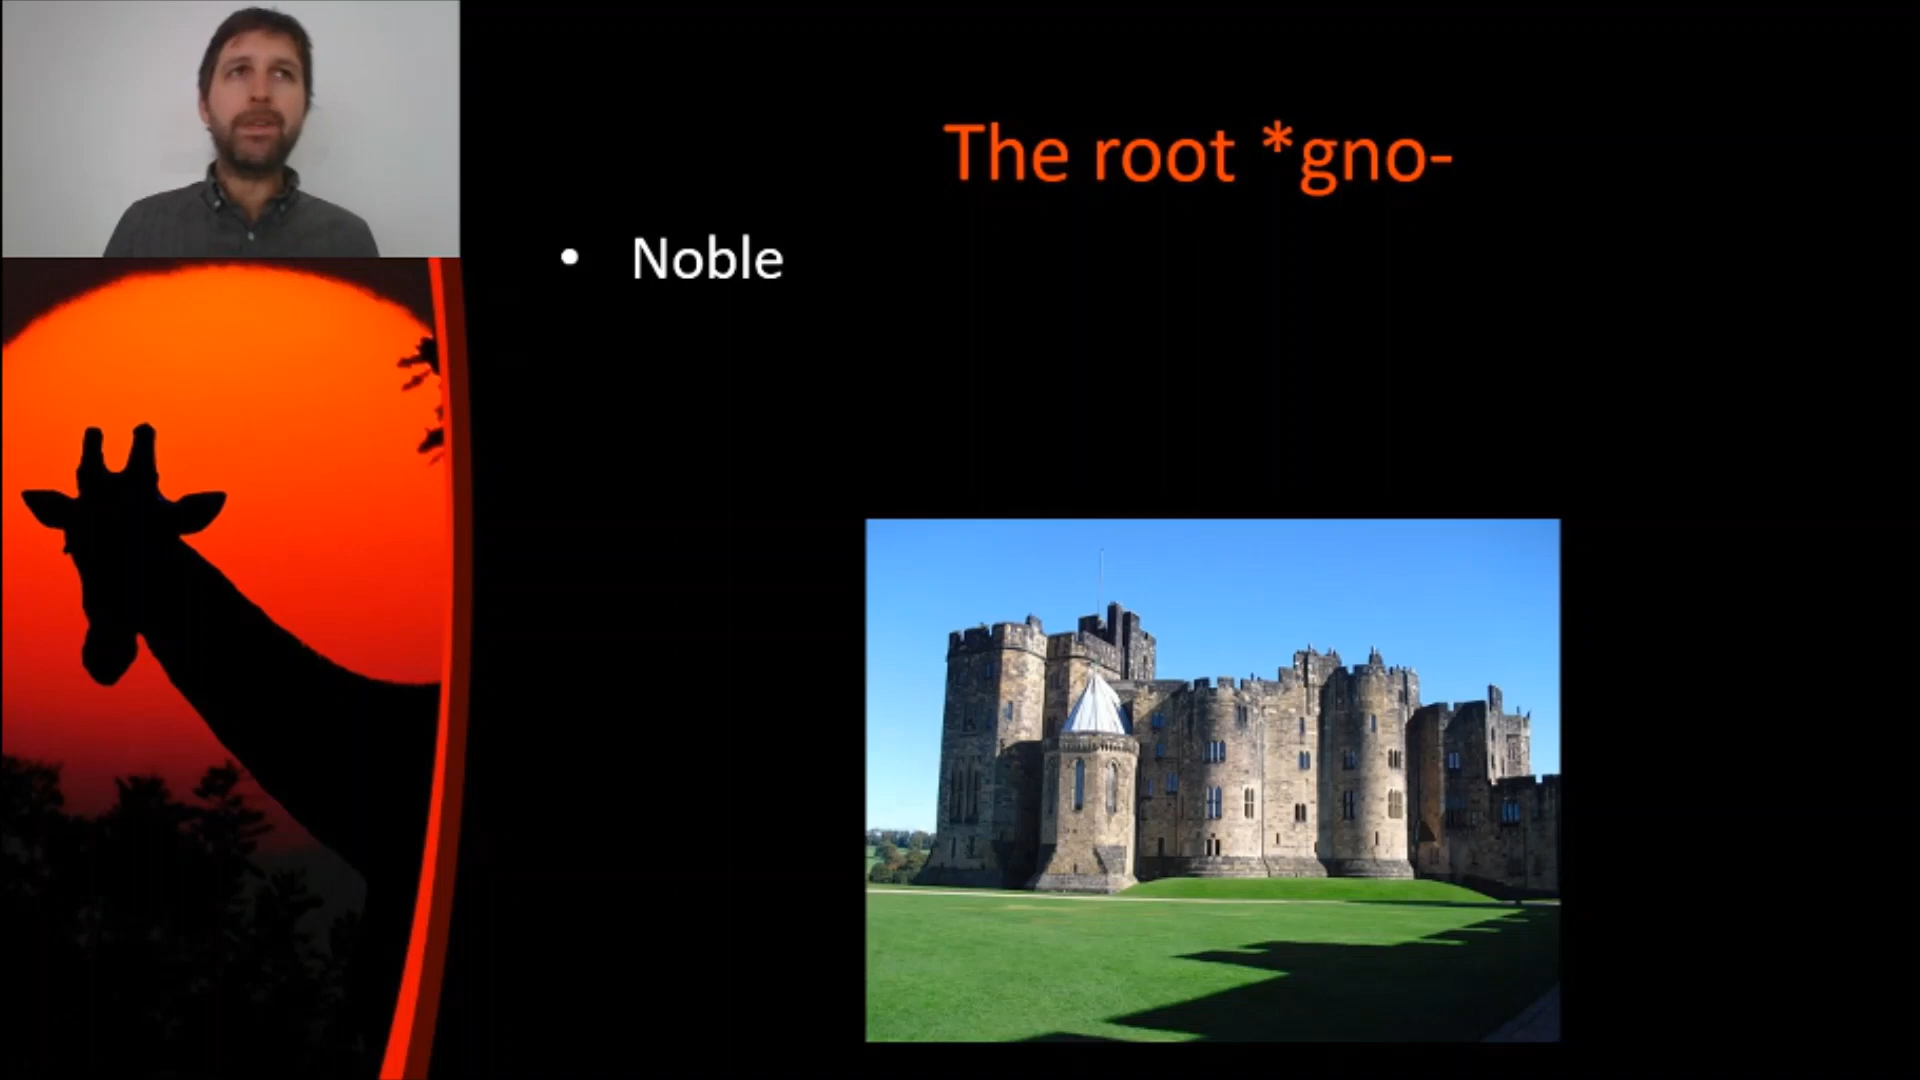 The root *gno-
• Noble